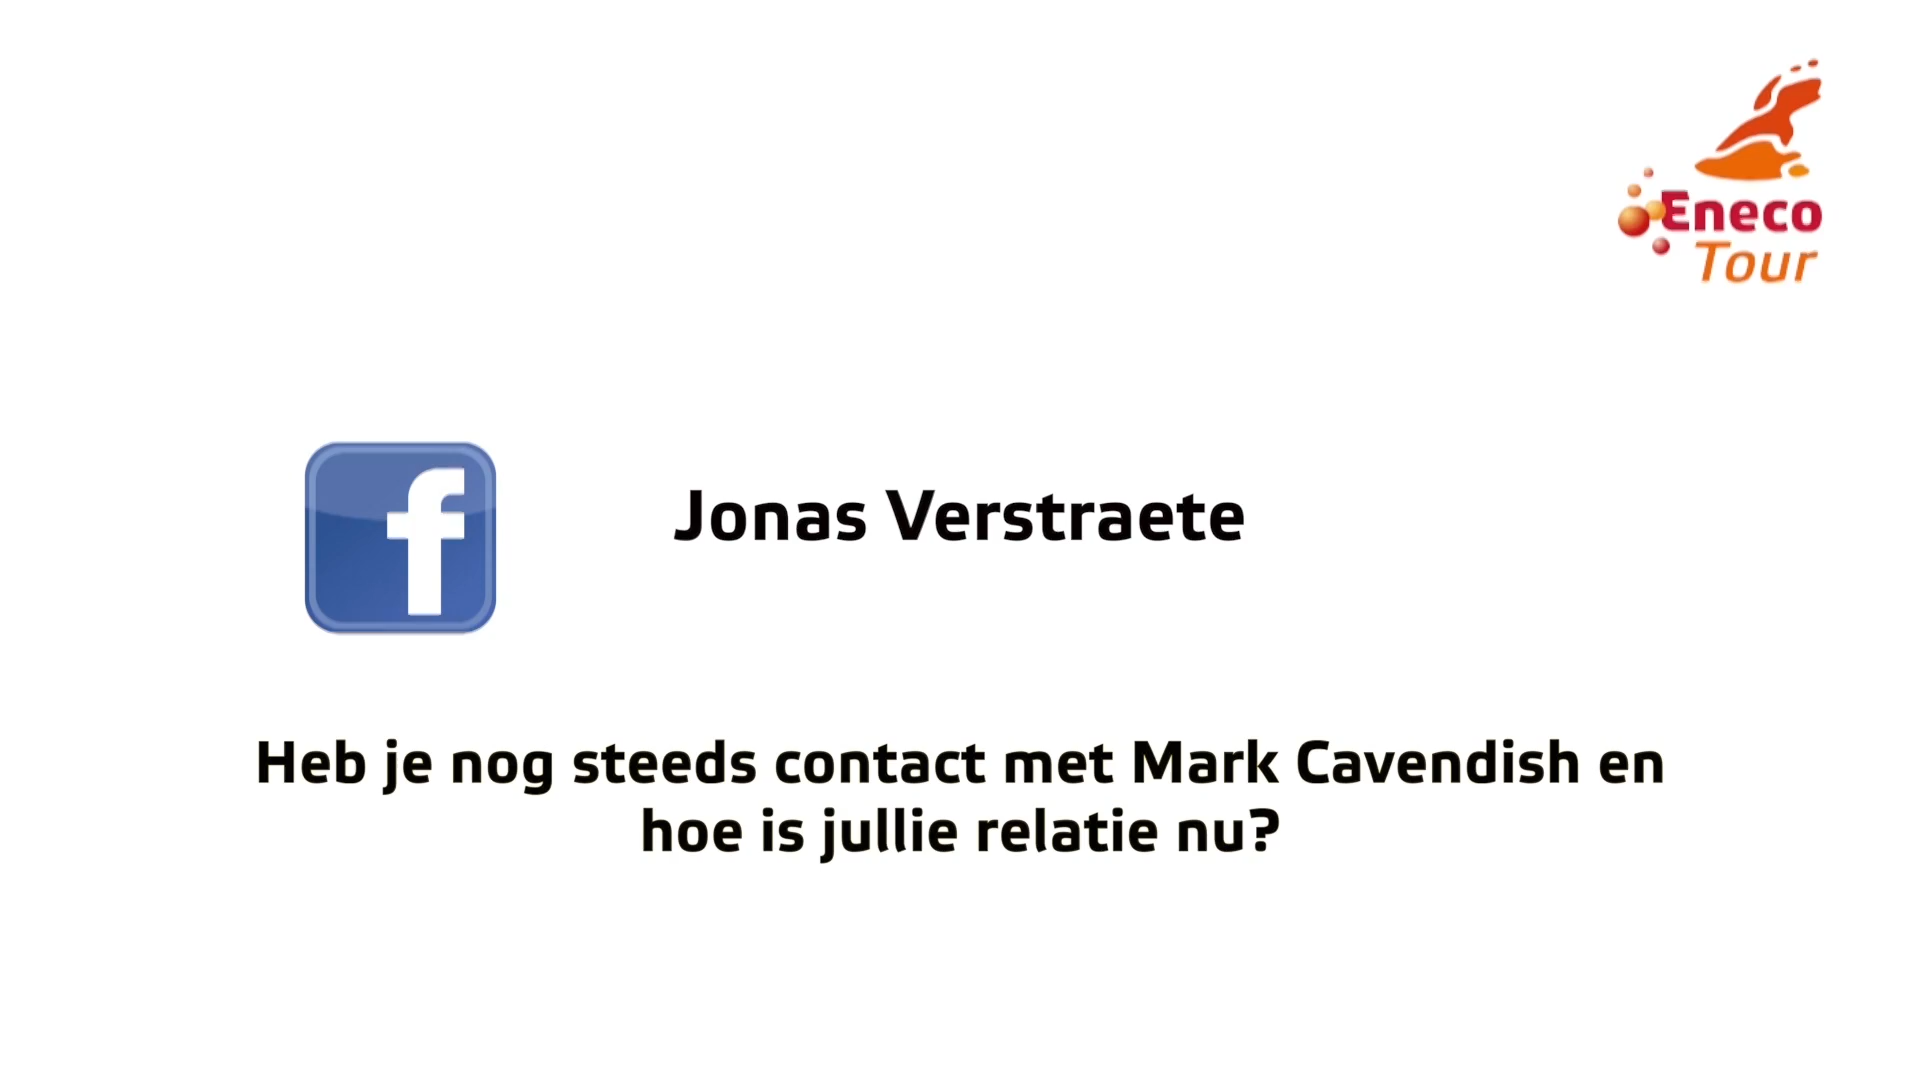 Eneco
Tour
f
Jonas Verstraete
Heb je nog steeds contact met Mark Cavendish en
hoe is jullie relatie nu?